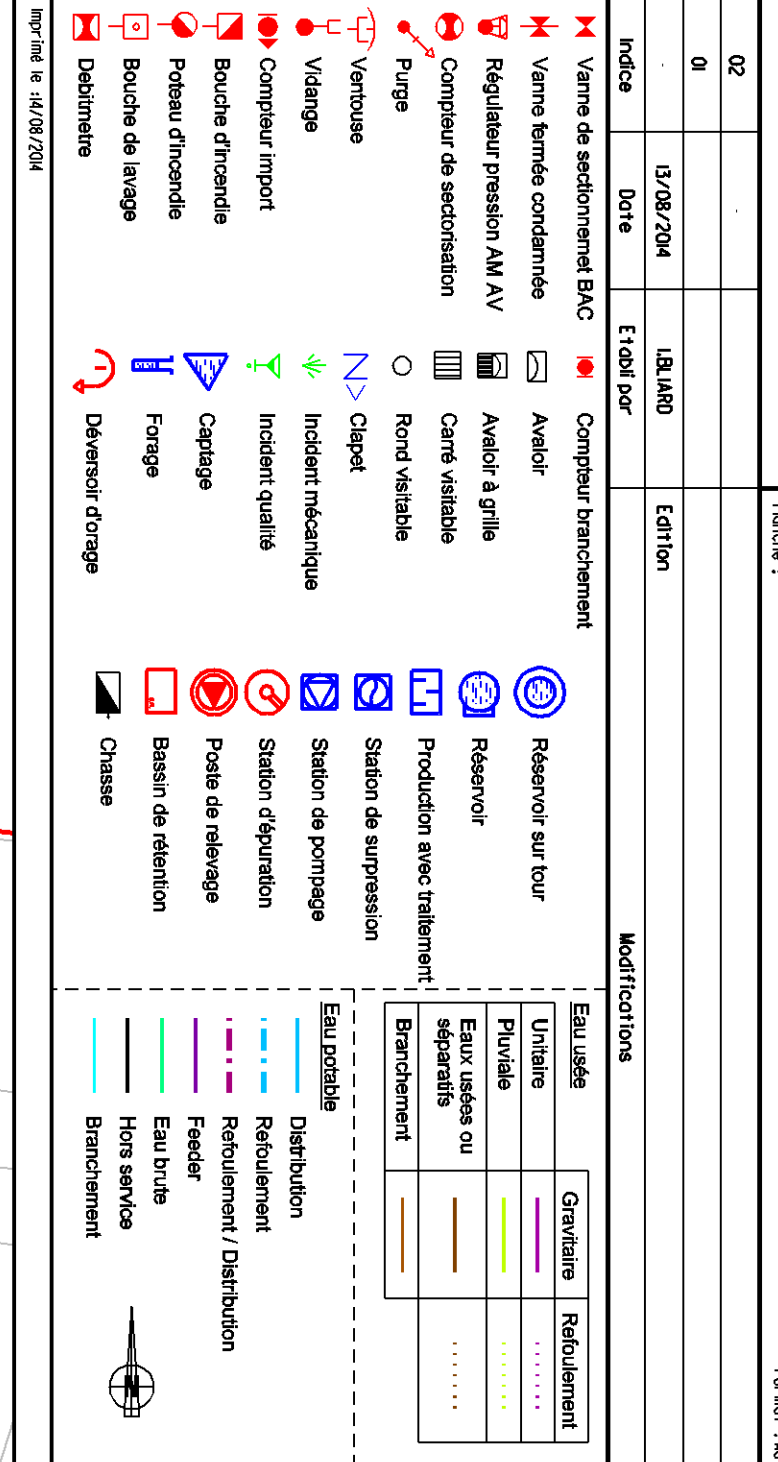 02
01
13/08/2014 I.BLIARD Edition
Indice Date Etabli par Modifications
Vanne de sectionnemet BAC
Vanne fermée condamnée
Régulateur pression AM AV
Compteur de sectorisation
Purge
Ventouse
Vidange
Compteur import
Bouche d'incendie
Poteau d'incendie
Bouche de lavage
Debitmetre
Compteur branchement
Avaloir
Avaloir à grille
Carré visitable
Rond visitable
Clapet
Incident mécanique
Incident qualité
Captage
Forage
Déversoir d'orage
Réservoir sur tour
Réservoir
Production avec traitement
Station de surpression
Station de pompage
Station d'épuration
Poste de relevage
Bassin de rétention
Chasse
Eau usée
Gravitaire Refoulement
Unitaire
Pluviale
Eaux usées ou
séparatifs
Branchement
Eau potable
Distribution
Refoulement
Refoulement / Distribution
Feeder
Eau brute
Hors service
Branchement
N
Imprimé le :14/08/2014